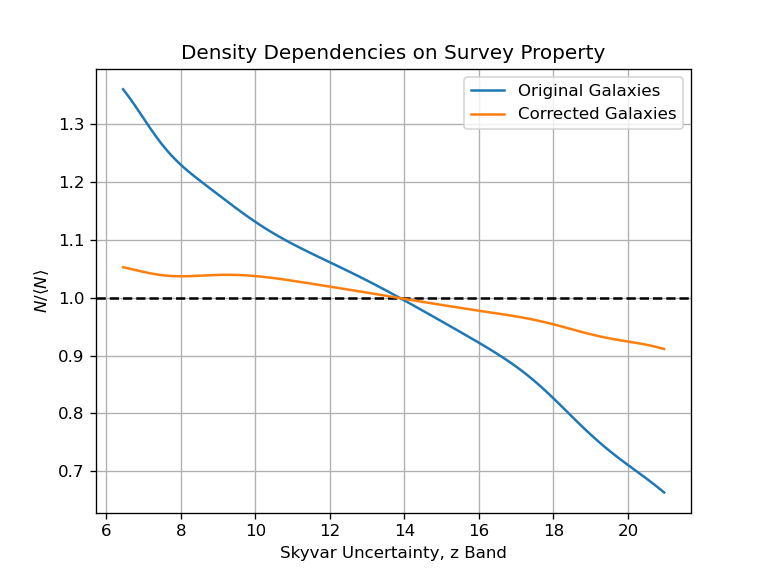 Density Dependencies on Survey Property
Original Galaxies
Corrected Galaxies
N/⟨N⟩
1.3
1.2
1.1
1.0
0.9
0.8
0.7
6 8 10 12 14 16 18 20
Skyvar Uncertainty, z Band